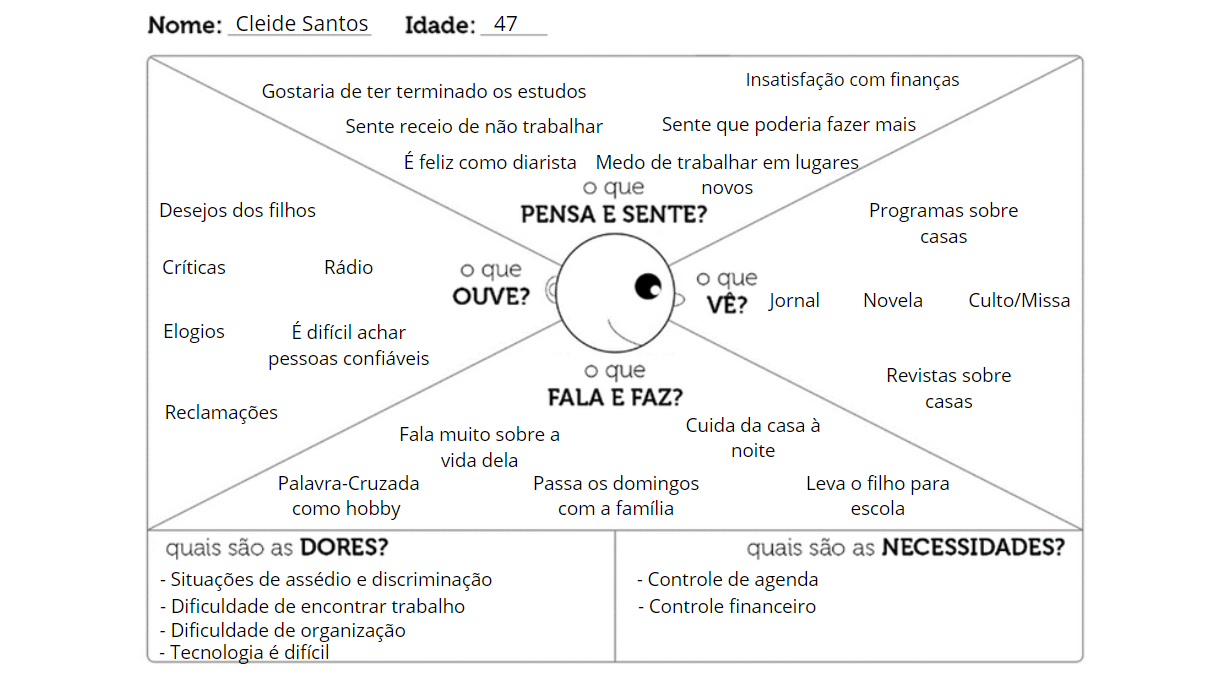 Nome: Cleide Santos Idade: 47
Gostaria de ter terminado os estudos
Insatisfação com finanças
Sente receio de não trabalhar
Sente que poderia fazer mais
É feliz como diarista
Medo de trabalhar em lugares
novos
o que
PENSA E SENTE?
Desejos dos filhos
Críticas
Rádio
Elogios
É difícil achar
pessoas confiáveis
Reclamações
o que
OUVE?
o que
VÊ?
Programas sobre
casas
Jornal
Novela
Culto/Missa
Revistas sobre
casas
o que
FALA E FAZ?
Fala muito sobre a
vida dela
Cuida da casa à
noite
Palavra-Cruzada
como hobby
Passa os domingos
com a família
Leva o filho para
escola
quais são as DORES?
- Situações de assédio e discriminação
- Dificuldade de encontrar trabalho
- Dificuldade de organização
- Tecnologia é difícil
quais são as NECESSIDADES?
- Controle de agenda
- Controle financeiro